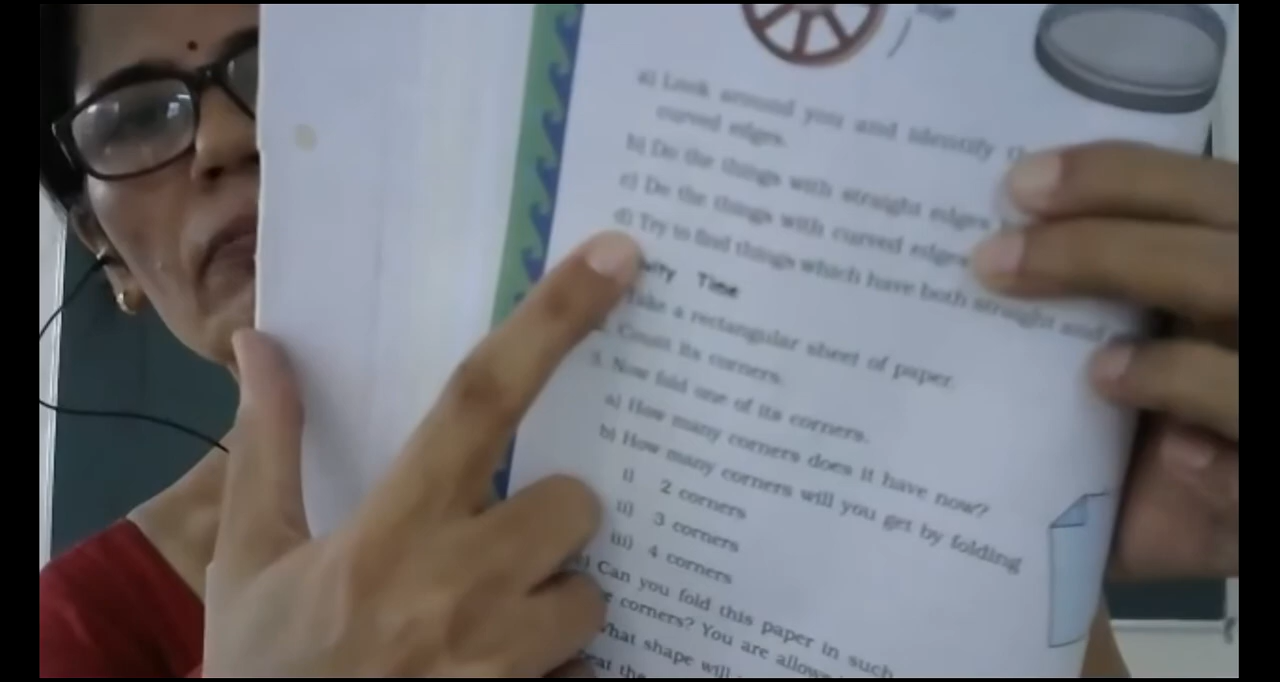 a) Look around you and identify
curved edges.
b) Do the things with straight edges
c) Do the things with curved edges
d) Try to find things which have both straight and
Time
Take a rectangular sheet of paper.
Count its corners.
3. Now fold one of its corners.
a) How many corners does it have now?
b) How many corners will you get by folding
i) 2 corners
ii) 3 corners
iii) 4 corners
Can you fold this paper in such
corners? You are allowe
What shape will
the